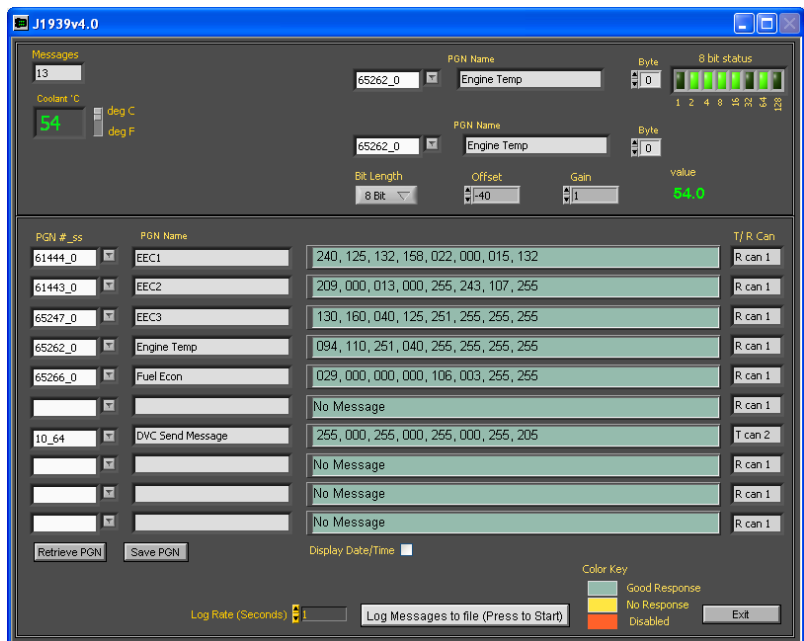 J1939v4.0
Messages
13
Coolant °C
54
deg C
deg F
PGN Name
Byte
8 bit status
65262_0
Engine Temp
0
1 2 4 8 16 32 64 128
PGN Name
Byte
65262_0
Engine Temp
0
Bit Length
Offset
Gain
value
8 Bit
-40
1
54.0
PGN #_ss
PGN Name
T/ R Can
61444_0
EEC1
240, 125, 132, 158, 022, 000, 015, 132
R can 1
61443_0
EEC2
209, 000, 013, 000, 255, 243, 107, 255
R can 1
65247_0
EEC3
130, 160, 040, 125, 251, 255, 255, 255
R can 1
65262_0
Engine Temp
094, 110, 251, 040, 255, 255, 255, 255
R can 1
65266_0
Fuel Econ
029, 000, 000, 000, 106, 003, 255, 255
R can 1
No Message
R can 1
10_64
DVC Send Message
255, 000, 255, 000, 255, 000, 255, 205
T can 2
No Message
R can 1
No Message
R can 1
No Message
R can 1
Retrieve PGN
Save PGN
Display Date/Time
Color Key
Good Response
No Response
Disabled
Log Rate (Seconds)
1
Log Messages to file (Press to Start)
Exit